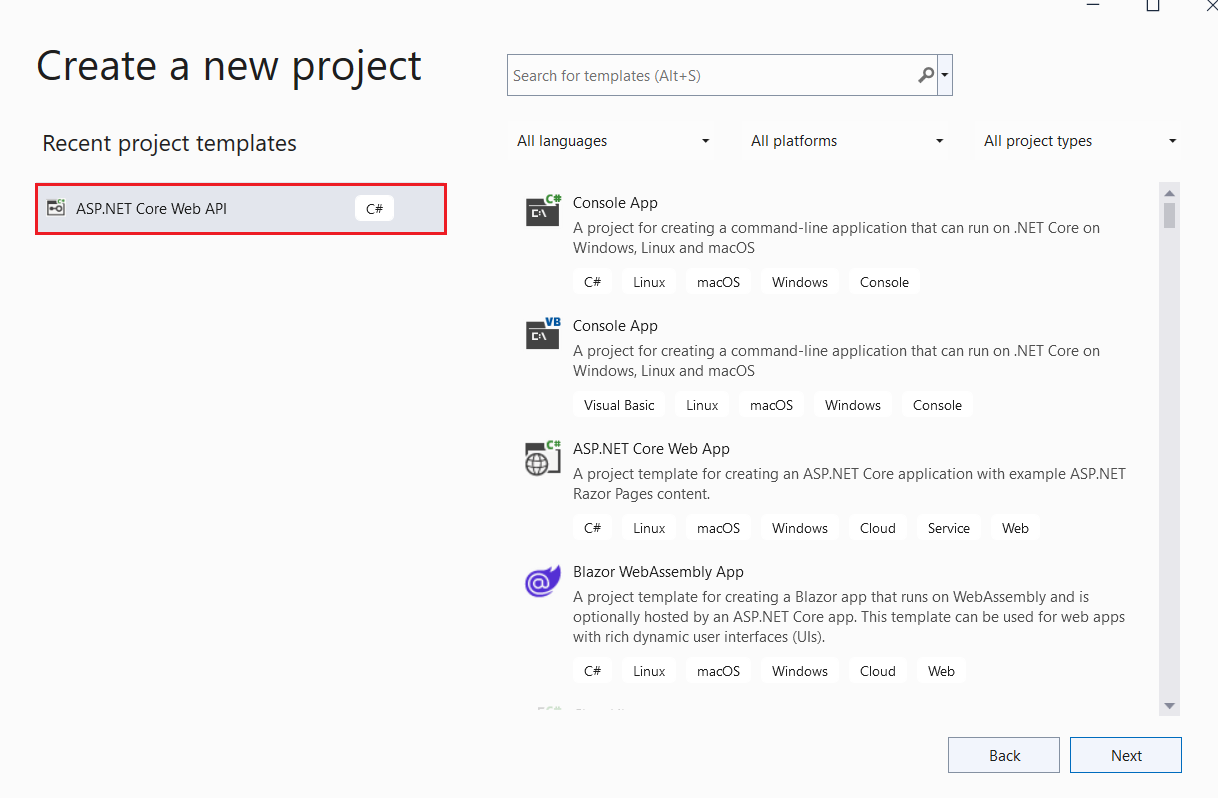 Create a new project
Search for templates (Alt+S)
Recent project templates
All languages
All platforms
All project types
ASP.NET Core Web API
C#
C#
Console App
A project for creating a command-line application that can run on .NET Core on
Windows, Linux and macOS
C# Linux macOS Windows Console
VB
Console App
A project for creating a command-line application that can run on .NET Core on
Windows, Linux and macOS
Visual Basic Linux macOS Windows Console
C#
ASP.NET Core Web App
A project template for creating an ASP.NET Core application with example ASP.NET
Razor Pages content.
C# Linux macOS Windows Cloud Service Web
Blazor WebAssembly App
A project template for creating a Blazor app that runs on WebAssembly and is
optionally hosted by an ASP.NET Core app. This template can be used for web apps
with rich dynamic user interfaces (UIs).
C# Linux macOS Windows Cloud Web
Back
Next